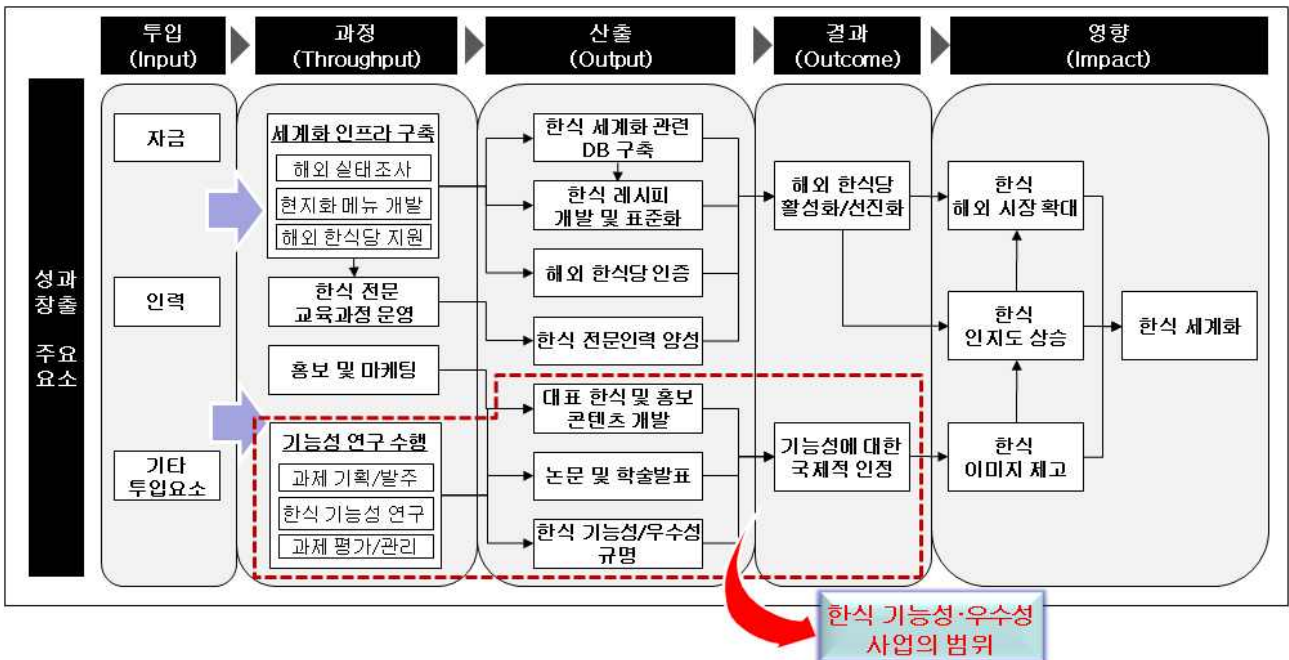 투입
(Input)
과정
(Throughput)
산출
(Output)
결과
(Outcome)
영향
(Impact)
성과
창출
주요
요소
자금
인력
기타
투입요소
세계화 인프라 구축
해외 실태조사
현지화 메뉴 개발
해외 한식당 지원
한식 전문
교육과정 운영
홍보 및 마케팅
기능성 연구 수행
과제 기획/발주
한식 기능성 연구
과제 평가/관리
한식 세계화 관련
DB 구축
한식 레시피
개발 및 표준화
해외 한식당 인증
한식 전문인력 양성
대표 한식 및 홍보
콘텐츠 개발
논문 및 학술발표
한식 기능성/우수성
규명
해외 한식당
활성화/선진화
기능성에 대한
국제적 인정
한식
해외 시장 확대
한식
인지도 상승
한식
이미지 제고
한식 세계화
한식 기능성·우수성
사업의 범위